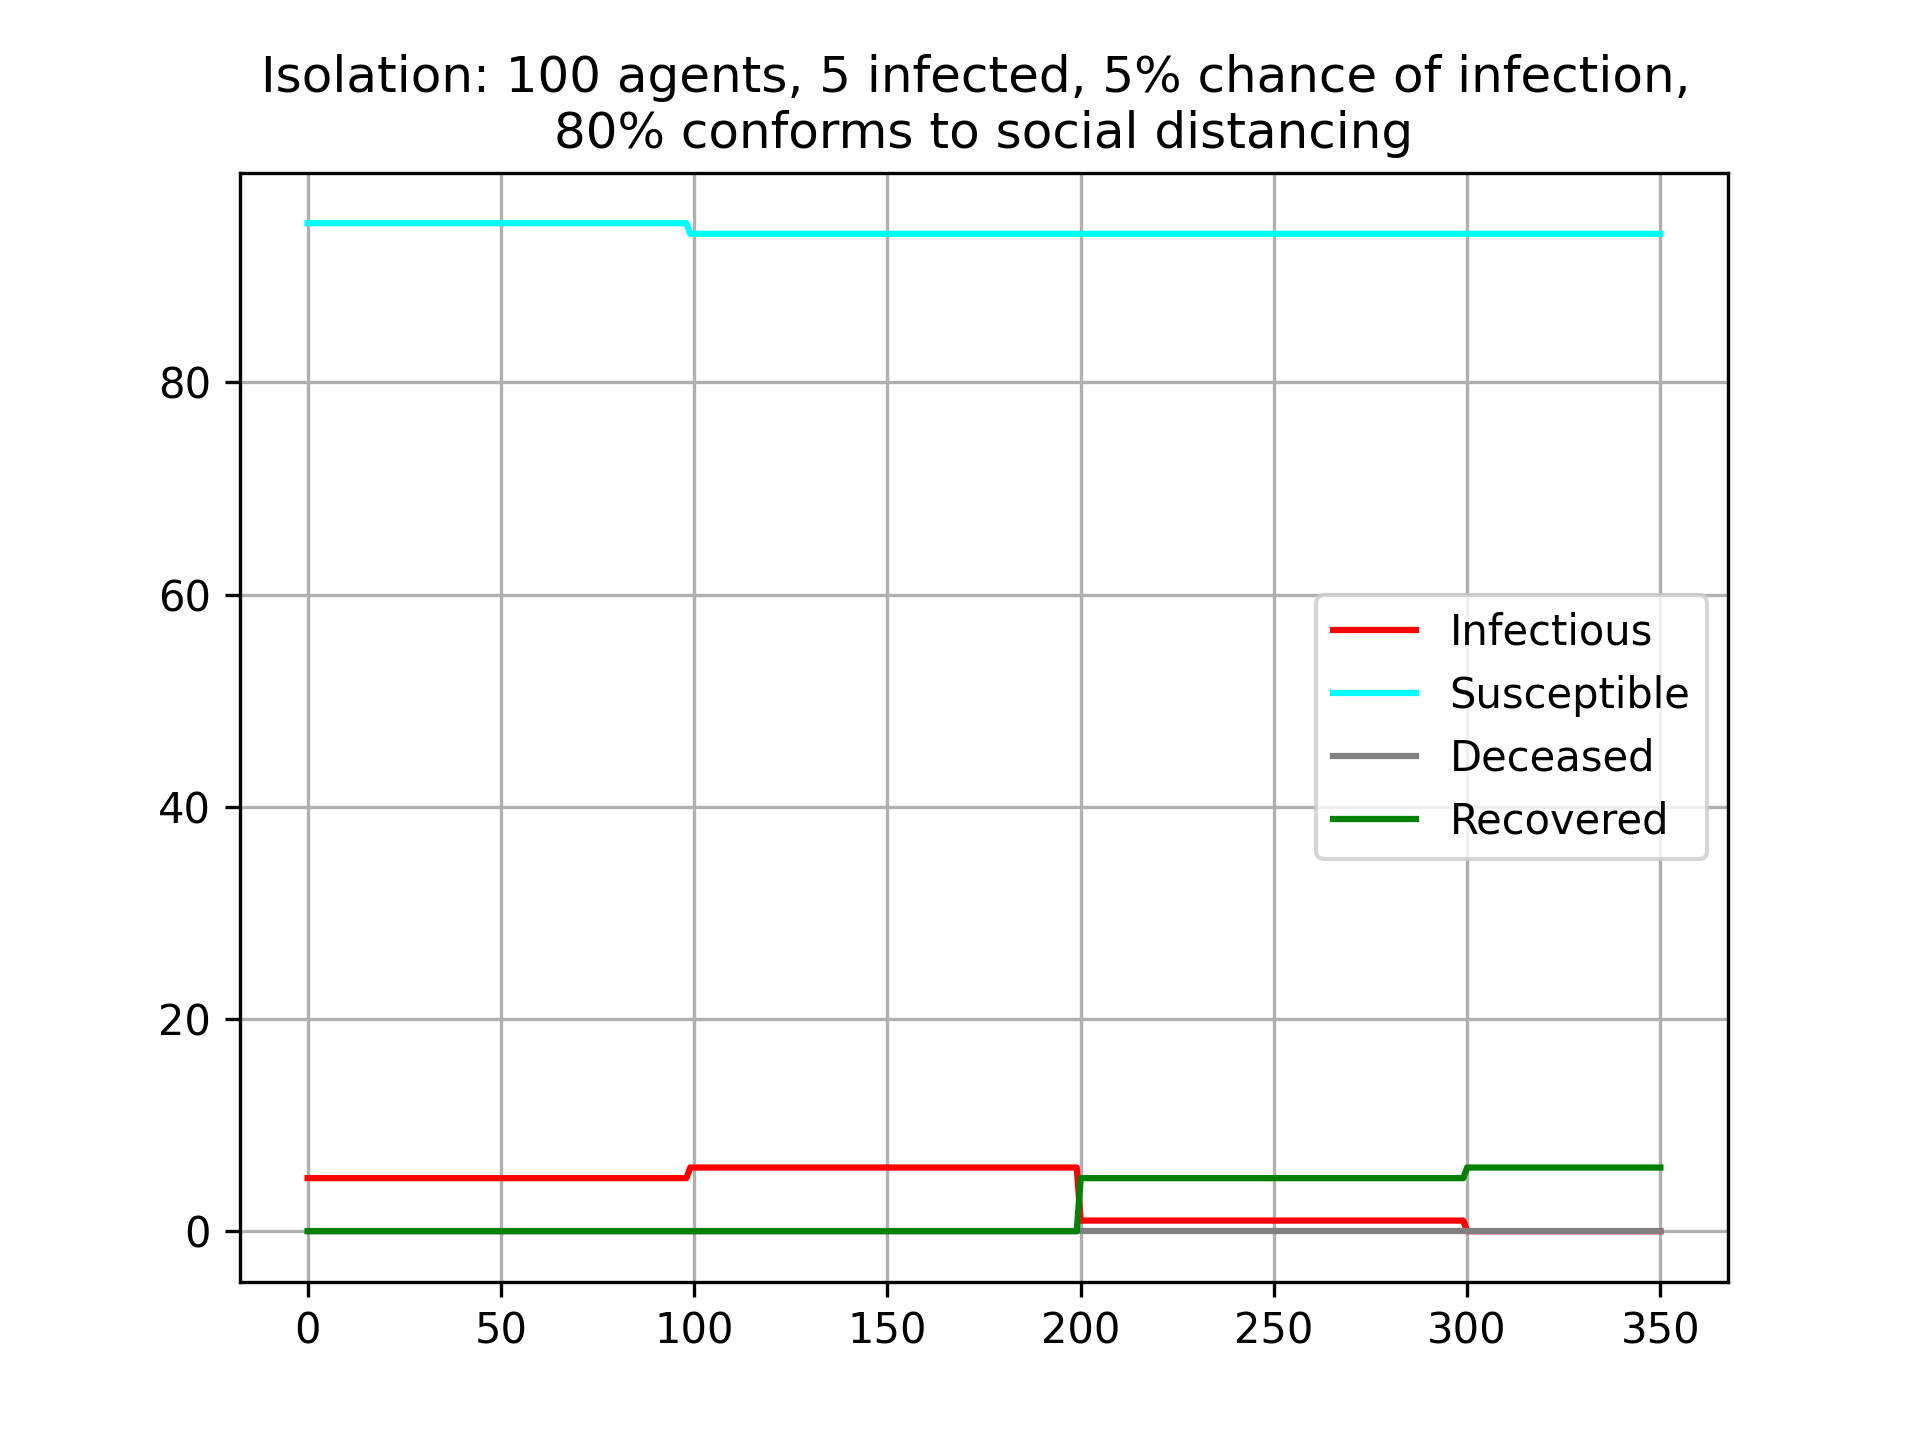 Isolation: 100 agents, 5 infected, 5% chance of infection,
80% conforms to social distancing
80
60
40
20
0
Infectious
Susceptible
Deceased
Recovered
0 50 100 150 200 250 300 350